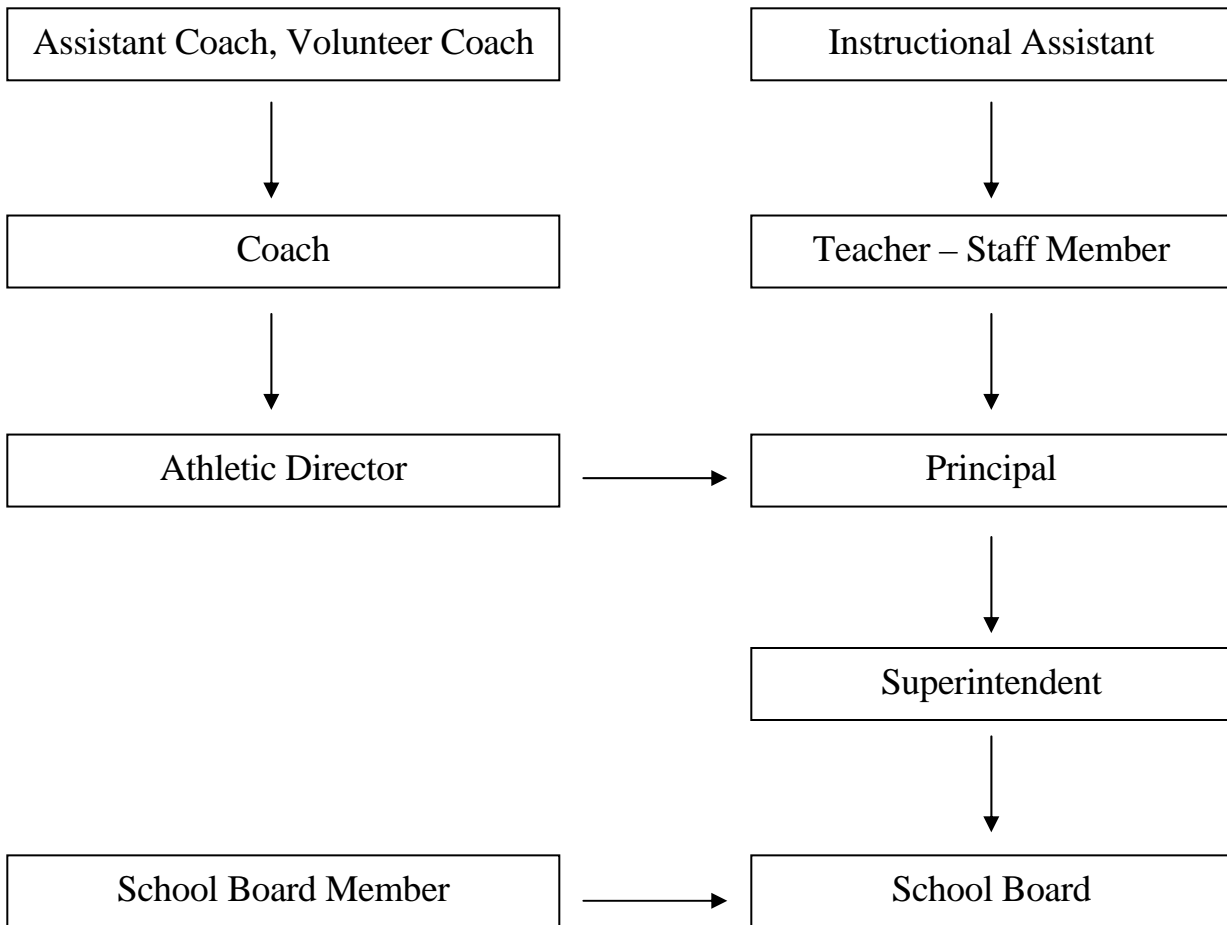 Assistant Coach, Volunteer Coach
Instructional Assistant
Coach
Teacher – Staff Member
Athletic Director
Principal
Superintendent
School Board Member
School Board